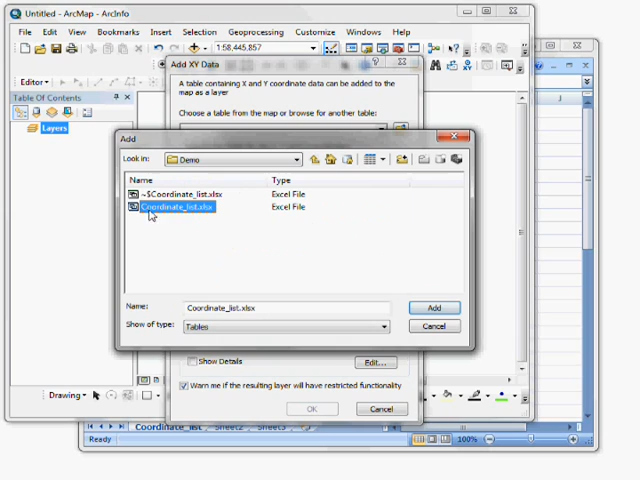 Untitled - ArcMap - ArcInfo
File Edit View Bookmarks Insert Selection Geoprocessing Customize Windows Help
1:58,445,857
Editor
Table Of Contents
Layers
Add XY Data
A table containing X and Y coordinate data can be added to the map as a layer
Choose a table from the map or browse for another table:
Add
Look in: Demo
Name Type
~$Coordinate_list.xlsx Excel File
Coordinate_list.xlsx Excel File
Name: Coordinate_list.xlsx Add
Show of type: Tables Cancel
Show Details Edit...
Warn me if the resulting layer will have restricted functionality
OK Cancel
Drawing
J
Coordinate_list Sheet2 Sheet3
Ready 100%